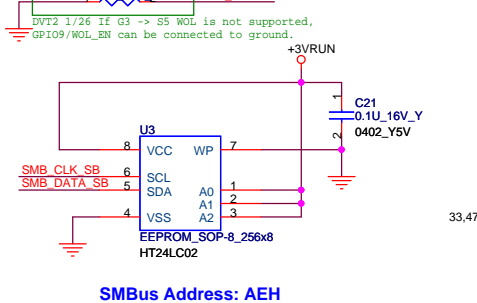 DVT2 1/26 If G3 -> S5 WOL is not supported,
GPIO9/WOL_EN can be connected to ground.
+3VRUN
1
C21
0.1U_16V_Y
2
0402_Y5V
U3
8 VCC WP 7
SMB_CLK_SB 6 SCL
SMB_DATA_SB 5 SDA A0 1
A1 2
4 VSS A2 3
33,47
EEPROM_SOP-8_256x8
HT24LC02
SMBus Address: AEH